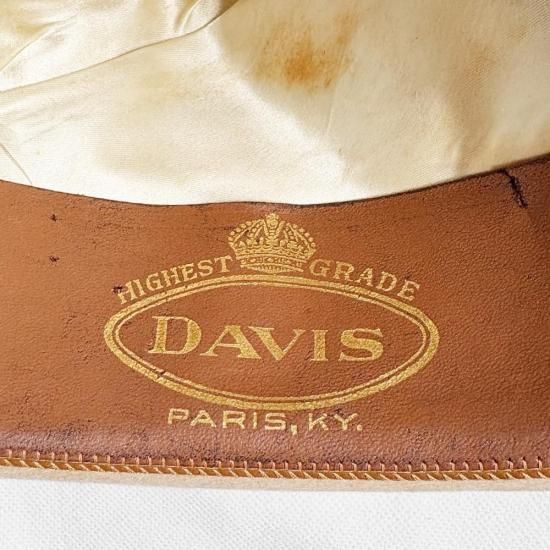 HIGHEST GRADE
DAVIS
PARIS, KY.